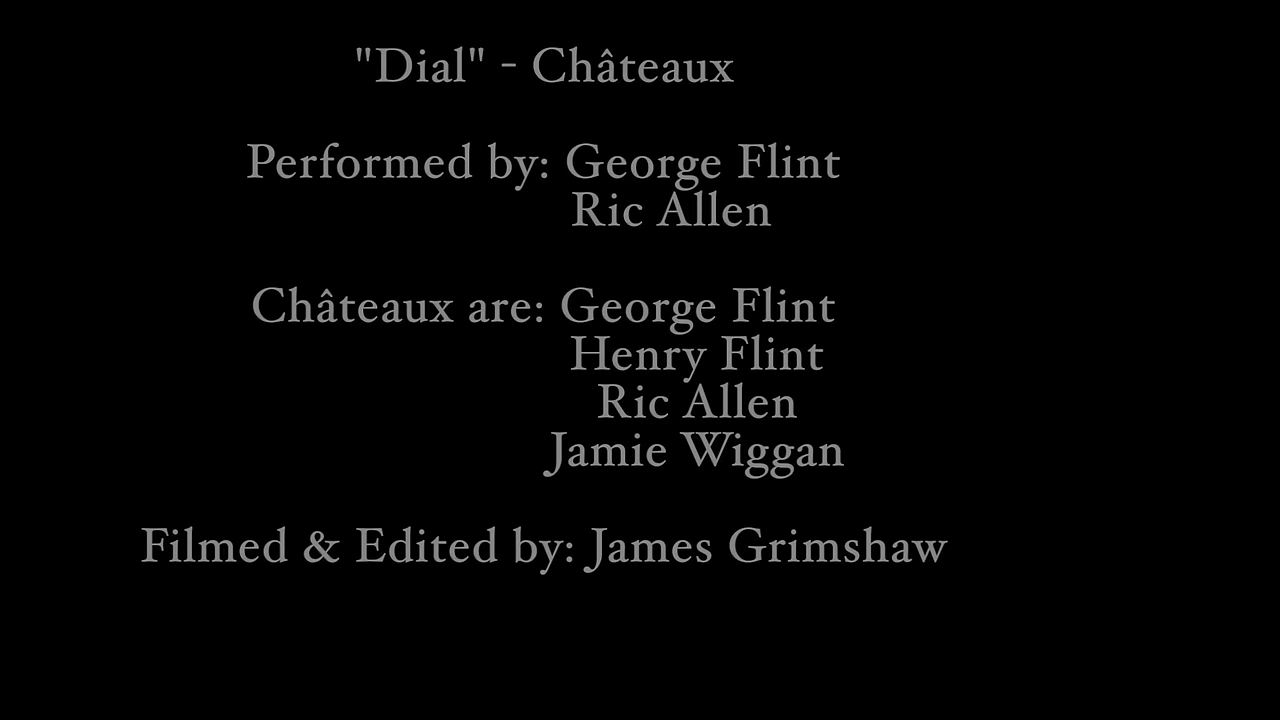 "Dial" - Châteaux
Performed by: George Flint
Ric Allen
Châteaux are: George Flint
Henry Flint
Ric Allen
Jamie Wiggan
Filmed & Edited by: James Grimshaw